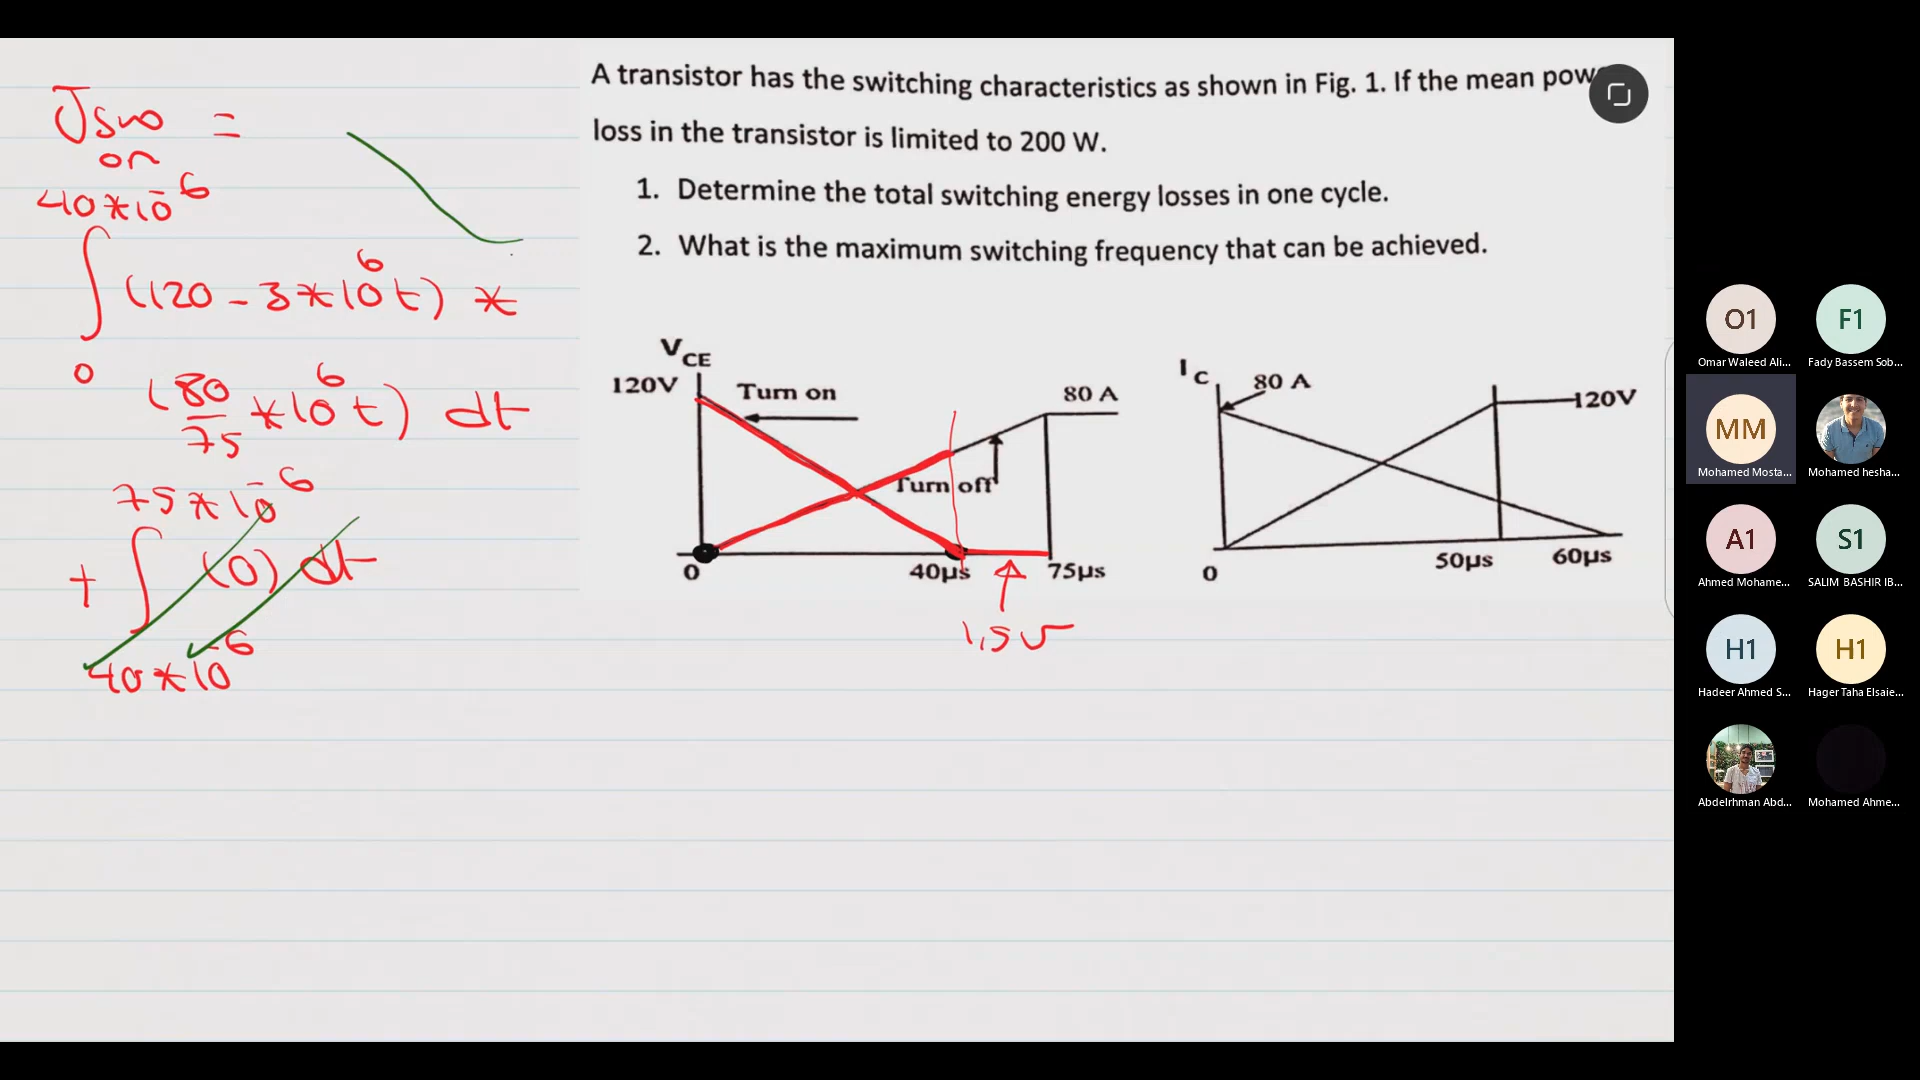 Jsw =
on
40*10^-6
∫ (120 - 3*10^6 t) *
0
(80/75 *10^6 t) dt
75*10^-6
+ ∫ (0) dt
40*10^-6
A transistor has the switching characteristics as shown in Fig. 1. If the mean pow
loss in the transistor is limited to 200 W.
1. Determine the total switching energy losses in one cycle.
2. What is the maximum switching frequency that can be achieved.
V CE
120V
Turn on
80 A
Turn off
0
40µs
75µs
1,5 V
I C
80 A
120V
0
50µs
60µs
O1
F1
Omar Waleed Ali...
Fady Bassem Sob...
MM
Mohamed Mosta...
Mohamed hesha...
A1
S1
Ahmed Mohame...
SALIM BASHIR IB...
H1
H1
Hadeer Ahmed S...
Hager Taha Elsaie...
Abdelrhman Abd...
Mohamed Ahme...